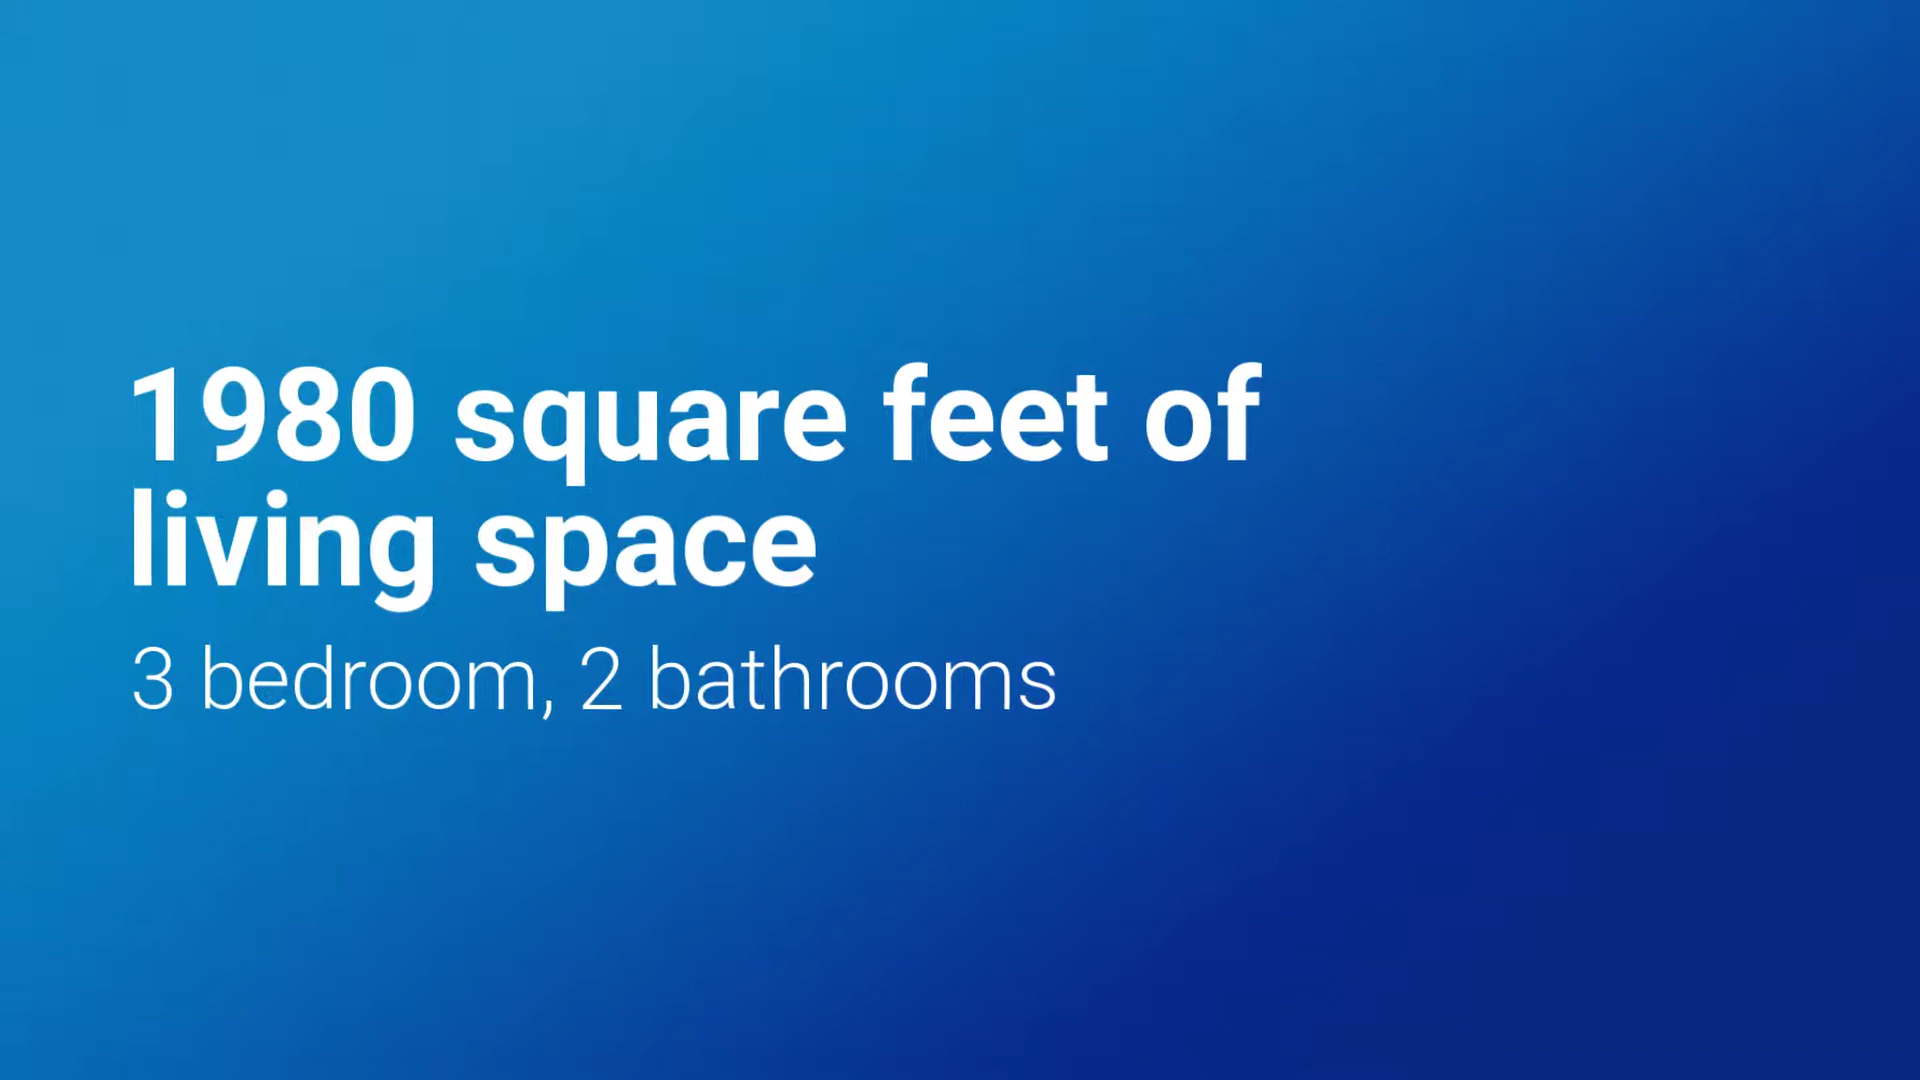 1980 square feet of
living space
3 bedroom, 2 bathrooms